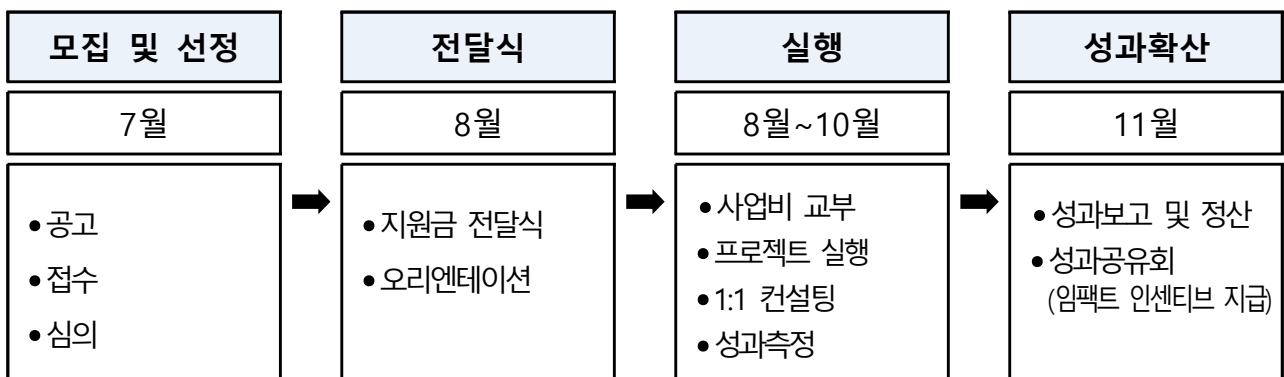 모집 및 선정
7월
• 공고
• 접수
• 심의
전달식
8월
• 지원금 전달식
• 오리엔테이션
실행
8월~10월
• 사업비 교부
• 프로젝트 실행
• 1:1 컨설팅
• 성과측정
성과확산
11월
• 성과보고 및 정산
• 성과공유회
(임팩트 인센티브 지급)